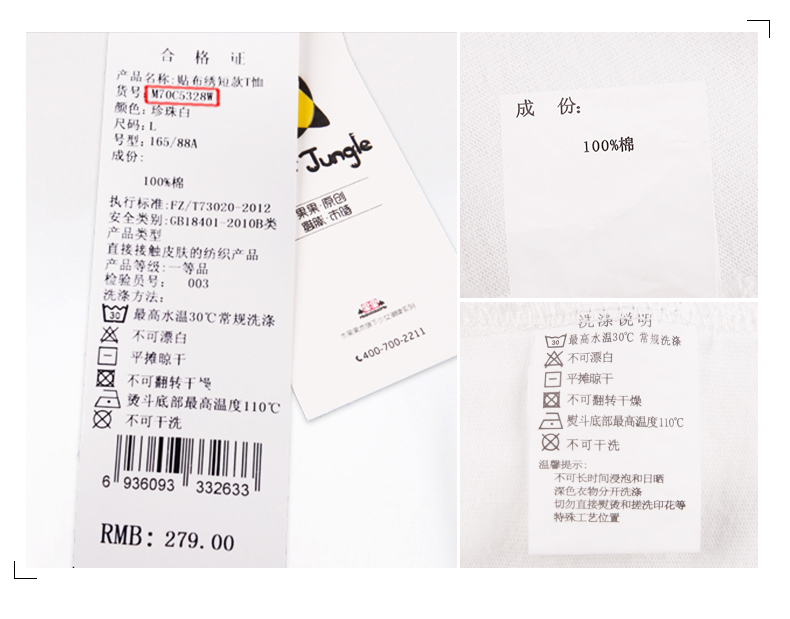 合格证
产品名称:贴布绣短款T恤
货号:M70C5328W
颜色:珍珠白
尺码:L
号型:165/88A
成份:
100%棉
执行标准:FZ/T73020-2012
安全类别:GB18401-2010B类
产品类型
直接接触皮肤的纺织产品
产品等级:一等品
检验员号: 003
洗涤方法:
30 最高水温30℃常规洗涤
不可漂白
平摊晾干
不可翻转干燥
熨斗底部最高温度110℃
不可干洗
6 936093 332633
RMB: 279.00
Jungle
果果·原创
400-700-2211
成 份:
100%棉
洗涤说明
30 最高水温30℃ 常规洗涤
不可漂白
平摊晾干
不可翻转干燥
熨斗底部最高温度110℃
不可干洗
温馨提示:
不可长时间浸泡和日晒
深色衣物分开洗涤
切勿直接熨烫和搓洗印花等
特殊工艺位置